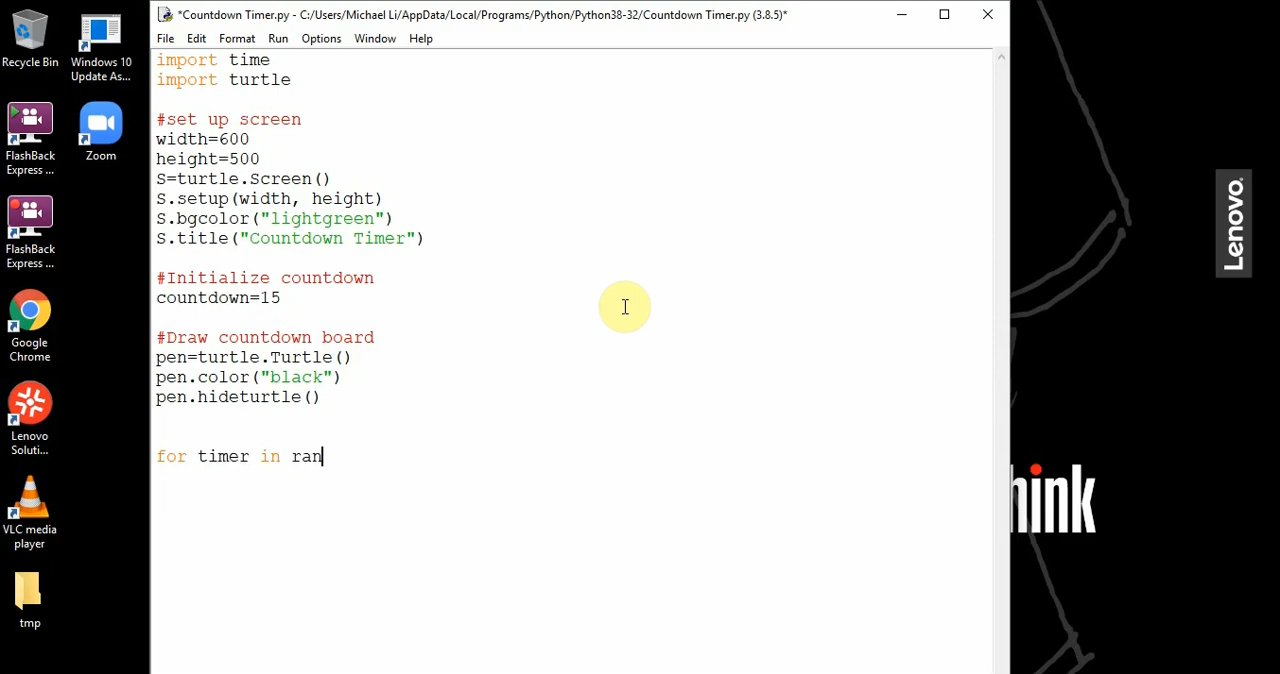 *Countdown Timer.py - C:/Users/Michael Li/AppData/Local/Programs/Python/Python38-32/Countdown Timer.py (3.8.5)*
File Edit Format Run Options Window Help
import time
import turtle
#set up screen
width=600
height=500
S=turtle.Screen()
S.setup(width, height)
S.bgcolor("lightgreen")
S.title("Countdown Timer")
#Initialize countdown
countdown=15
#Draw countdown board
pen=turtle.Turtle()
pen.color("black")
pen.hideturtle()
for timer in ran
Recycle Bin
Windows 10
Update As...
FlashBack
Express ...
Zoom
FlashBack
Express ...
Google
Chrome
Lenovo
Soluti...
VLC media
player
tmp
Lenovo
hink